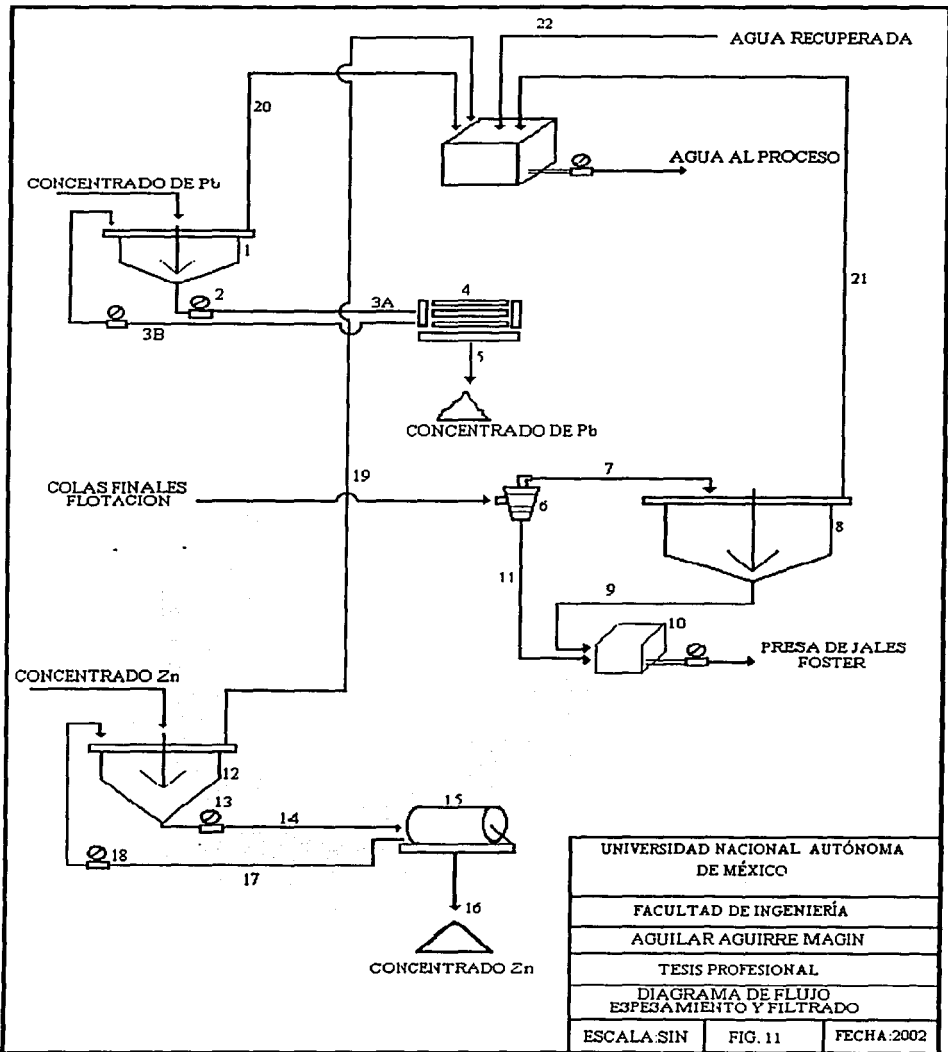 22
AGUA RECUPERADA
20
AGUA AL PROCESO
CONCENTRADO DE Pb
1
21
2
3A
4
3B
5
CONCENTRADO DE Pb
19
7
COLAS FINALES
FLOTACION
6
8
11
9
10
PRESA DE JALES
FOSTER
CONCENTRADO Zn
12
13
14
15
18
17
16
CONCENTRADO Zn
UNIVERSIDAD NACIONAL AUTÓNOMA
DE MÉXICO
FACULTAD DE INGENIERÍA
AGUILAR AGUIRRE MAGIN
TESIS PROFESIONAL
DIAGRAMA DE FLUJO
ESPESAMIENTO Y FILTRADO
ESCALA:SIN
FIG. 11
FECHA:2002